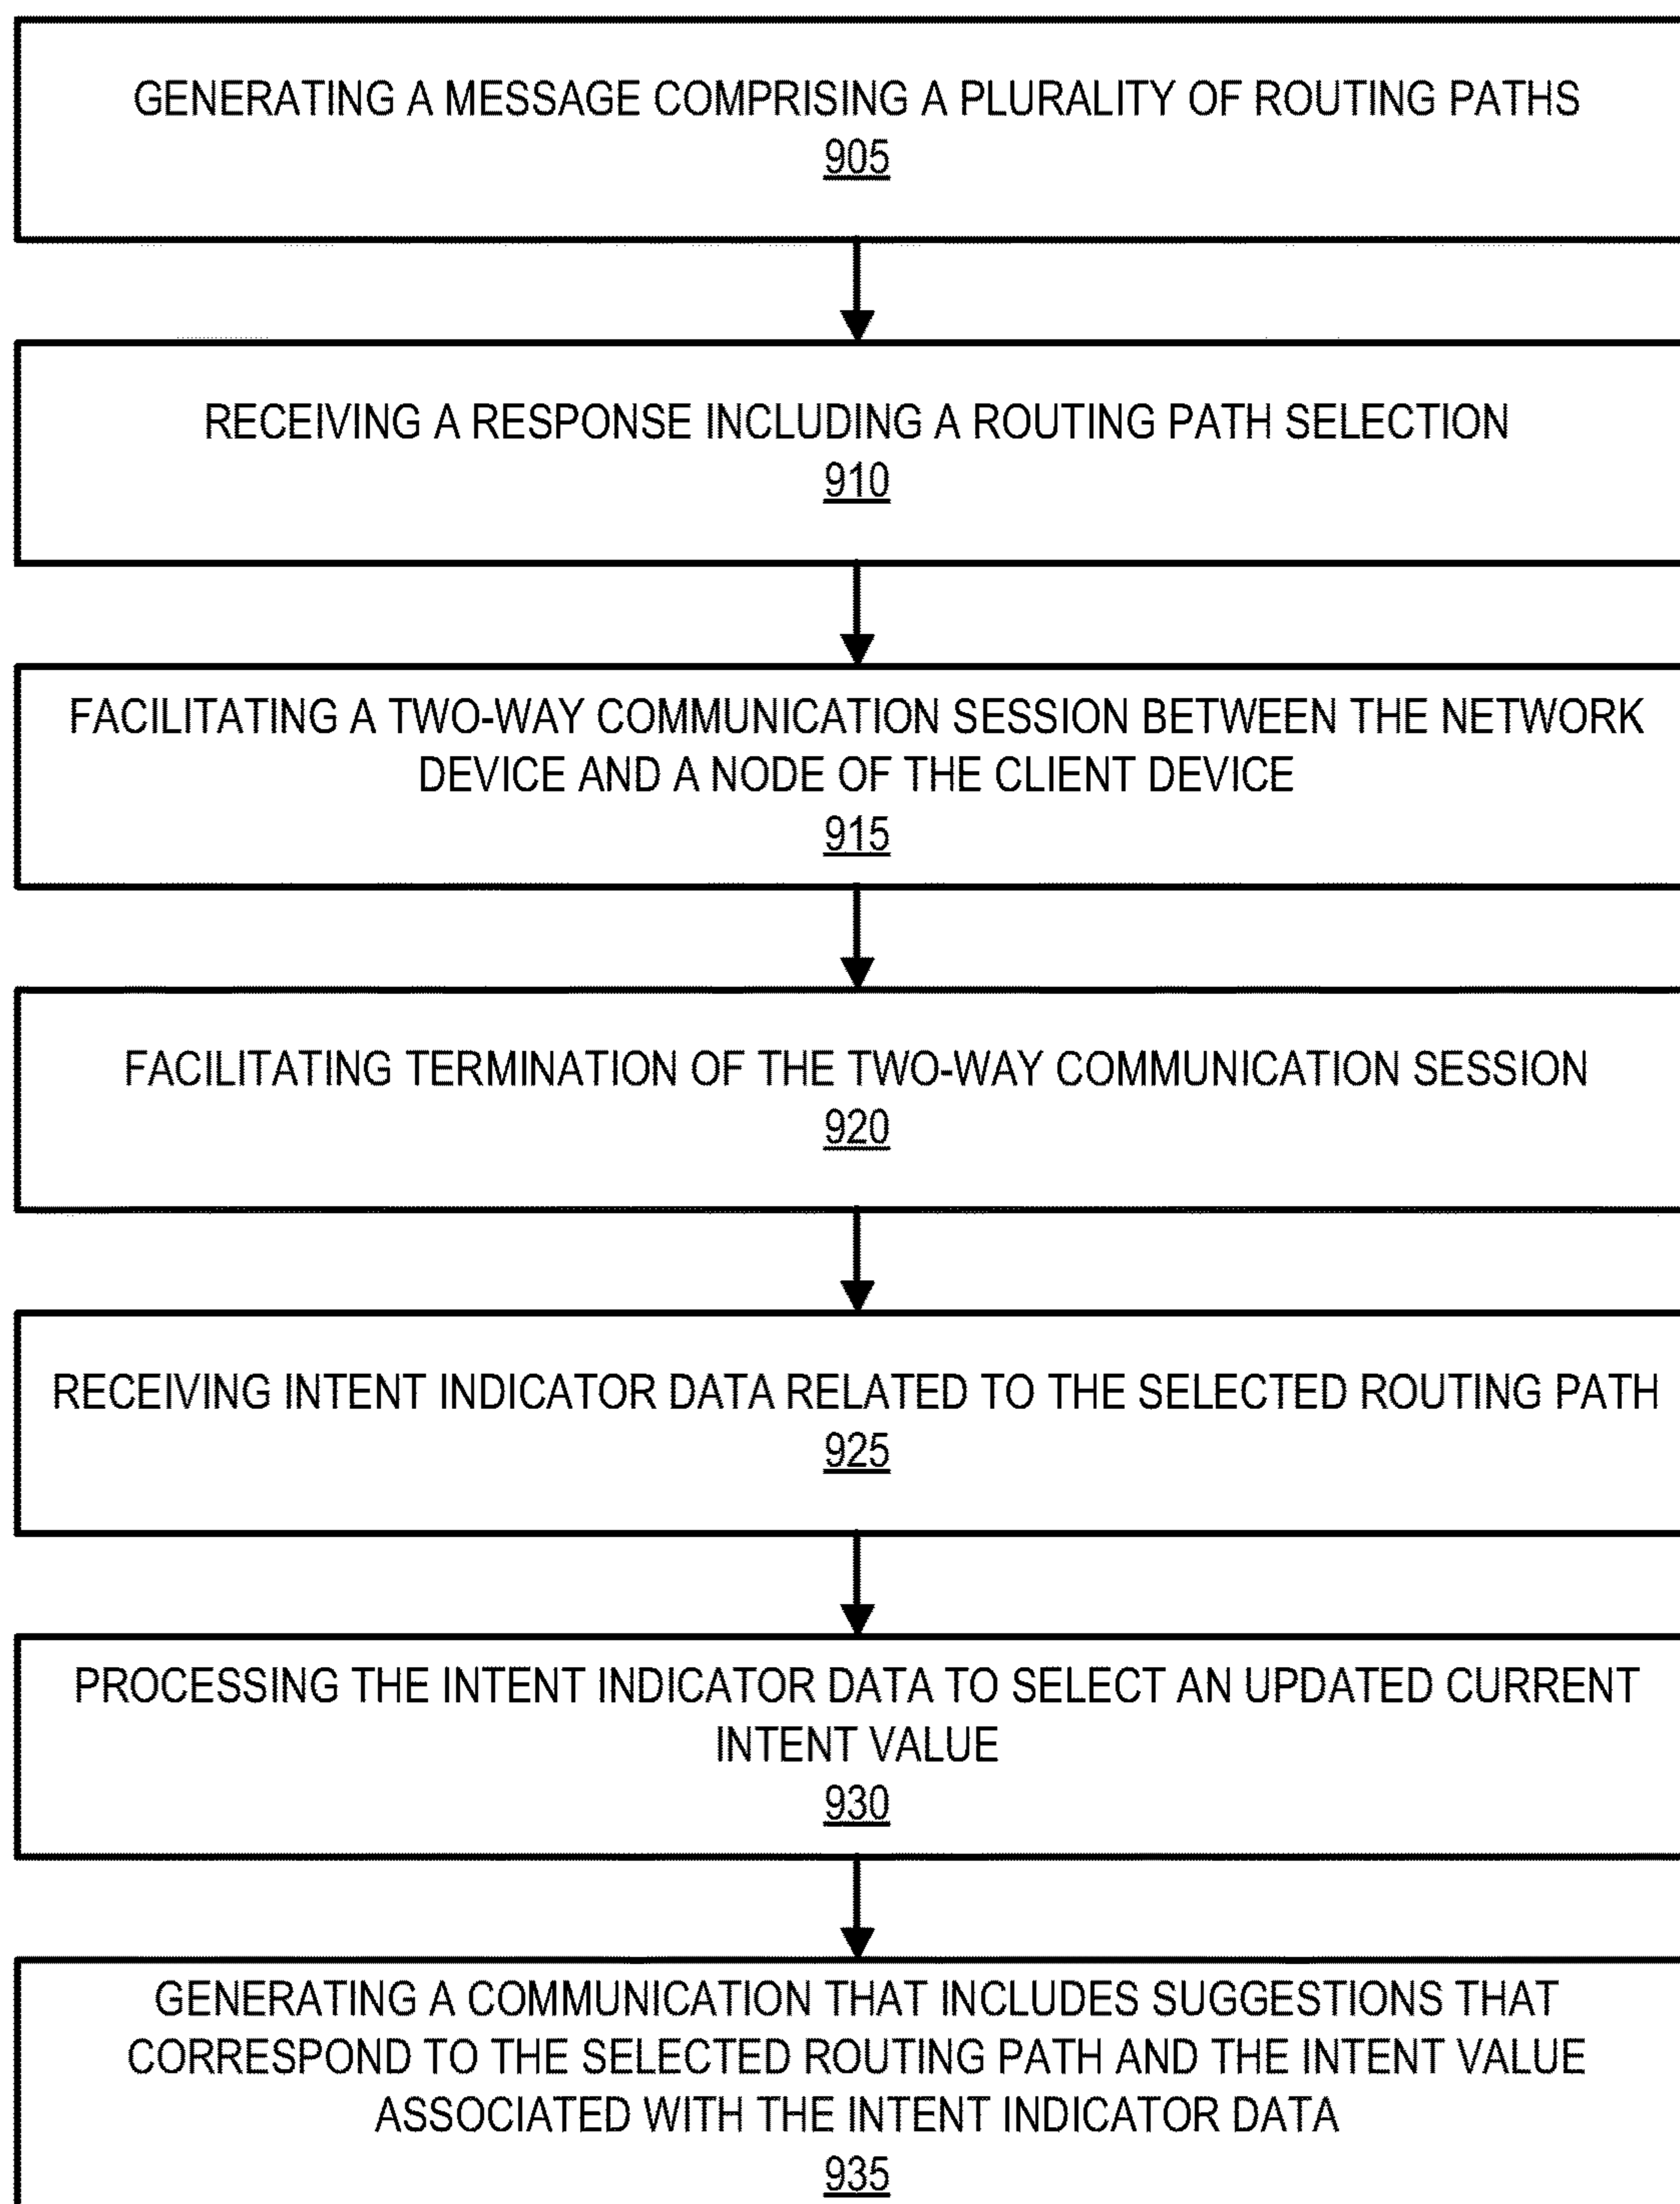 GENERATING A MESSAGE COMPRISING A PLURALITY OF ROUTING PATHS
905
RECEIVING A RESPONSE INCLUDING A ROUTING PATH SELECTION
910
FACILITATING A TWO-WAY COMMUNICATION SESSION BETWEEN THE NETWORK
DEVICE AND A NODE OF THE CLIENT DEVICE
915
FACILITATING TERMINATION OF THE TWO-WAY COMMUNICATION SESSION
920
RECEIVING INTENT INDICATOR DATA RELATED TO THE SELECTED ROUTING PATH
925
PROCESSING THE INTENT INDICATOR DATA TO SELECT AN UPDATED CURRENT
INTENT VALUE
930
GENERATING A COMMUNICATION THAT INCLUDES SUGGESTIONS THAT
CORRESPOND TO THE SELECTED ROUTING PATH AND THE INTENT VALUE
ASSOCIATED WITH THE INTENT INDICATOR DATA
935